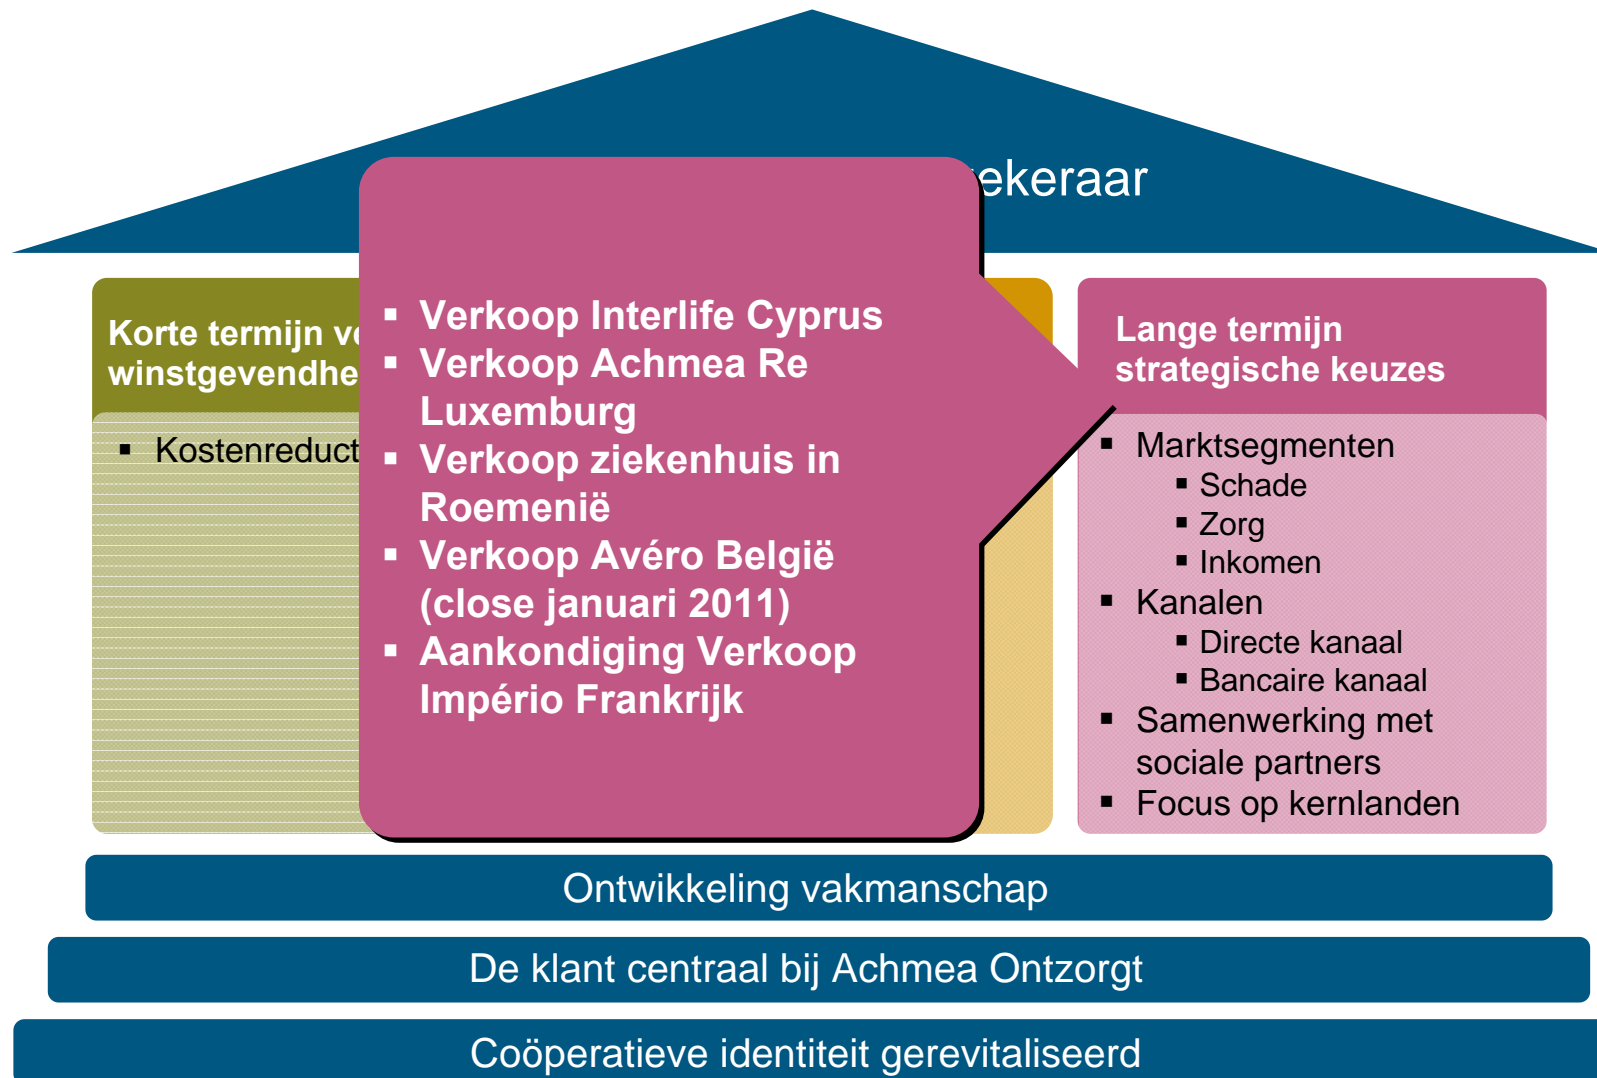 ekeraar
Korte termijn
winstgevendhe
▪ Kostenreduct
▪ Verkoop Interlife Cyprus
▪ Verkoop Achmea Re
Luxemburg
▪ Verkoop ziekenhuis in
Roemenië
▪ Verkoop Avéro België
(close januari 2011)
▪ Aankondiging Verkoop
Império Frankrijk
Lange termijn
strategische keuzes
▪ Marktsegmenten
▪ Schade
▪ Zorg
▪ Inkomen
▪ Kanalen
▪ Directe kanaal
▪ Bancaire kanaal
▪ Samenwerking met
sociale partners
▪ Focus op kernlanden
Ontwikkeling vakmanschap
De klant centraal bij Achmea Ontzorgt
Coöperatieve identiteit gerevitaliseerd